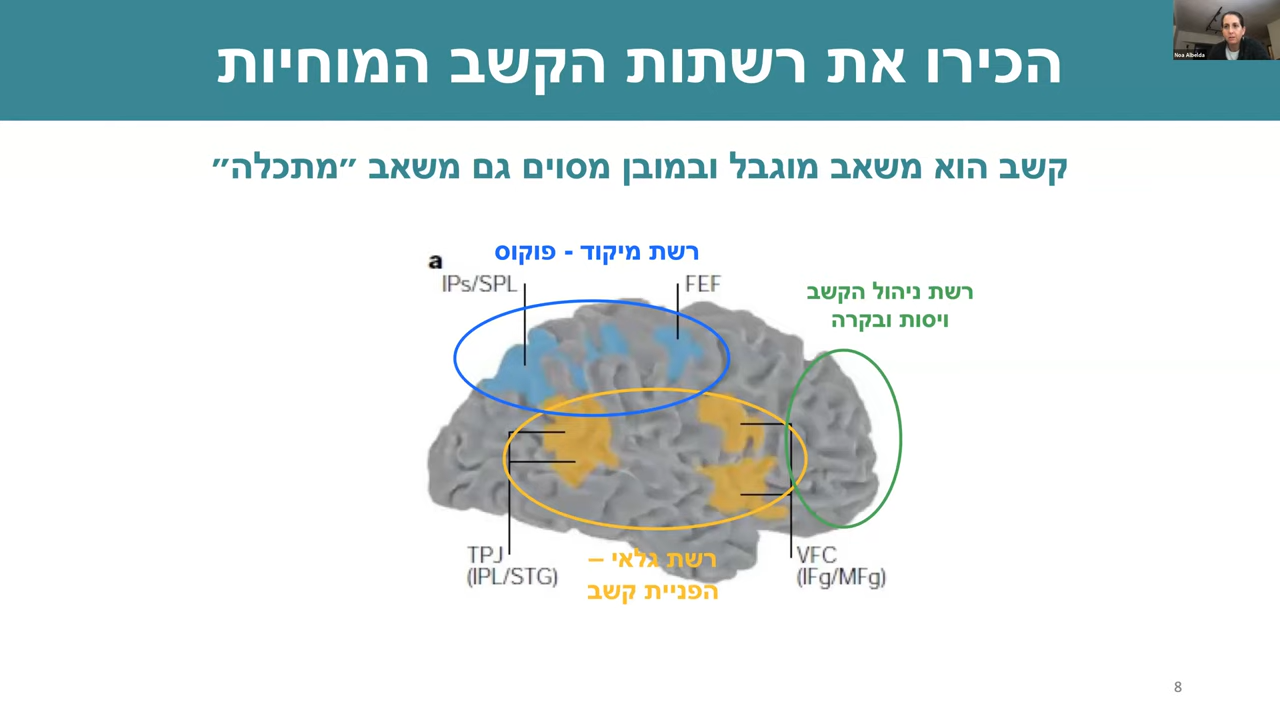 הכירו את רשתות הקשב המוחיות
Noa Albelda
קשב הוא משאב מוגבל ובמובן מסוים גם משאב ״מתכלה״
רשת מיקוד - פוקוס
a
IPs/SPL
FEF
רשת ניהול הקשב
ויסות ובקרה
TPJ
(IPL/STG)
רשת גלאי –
הפניית קשב
VFC
(IFg/MFg)
8